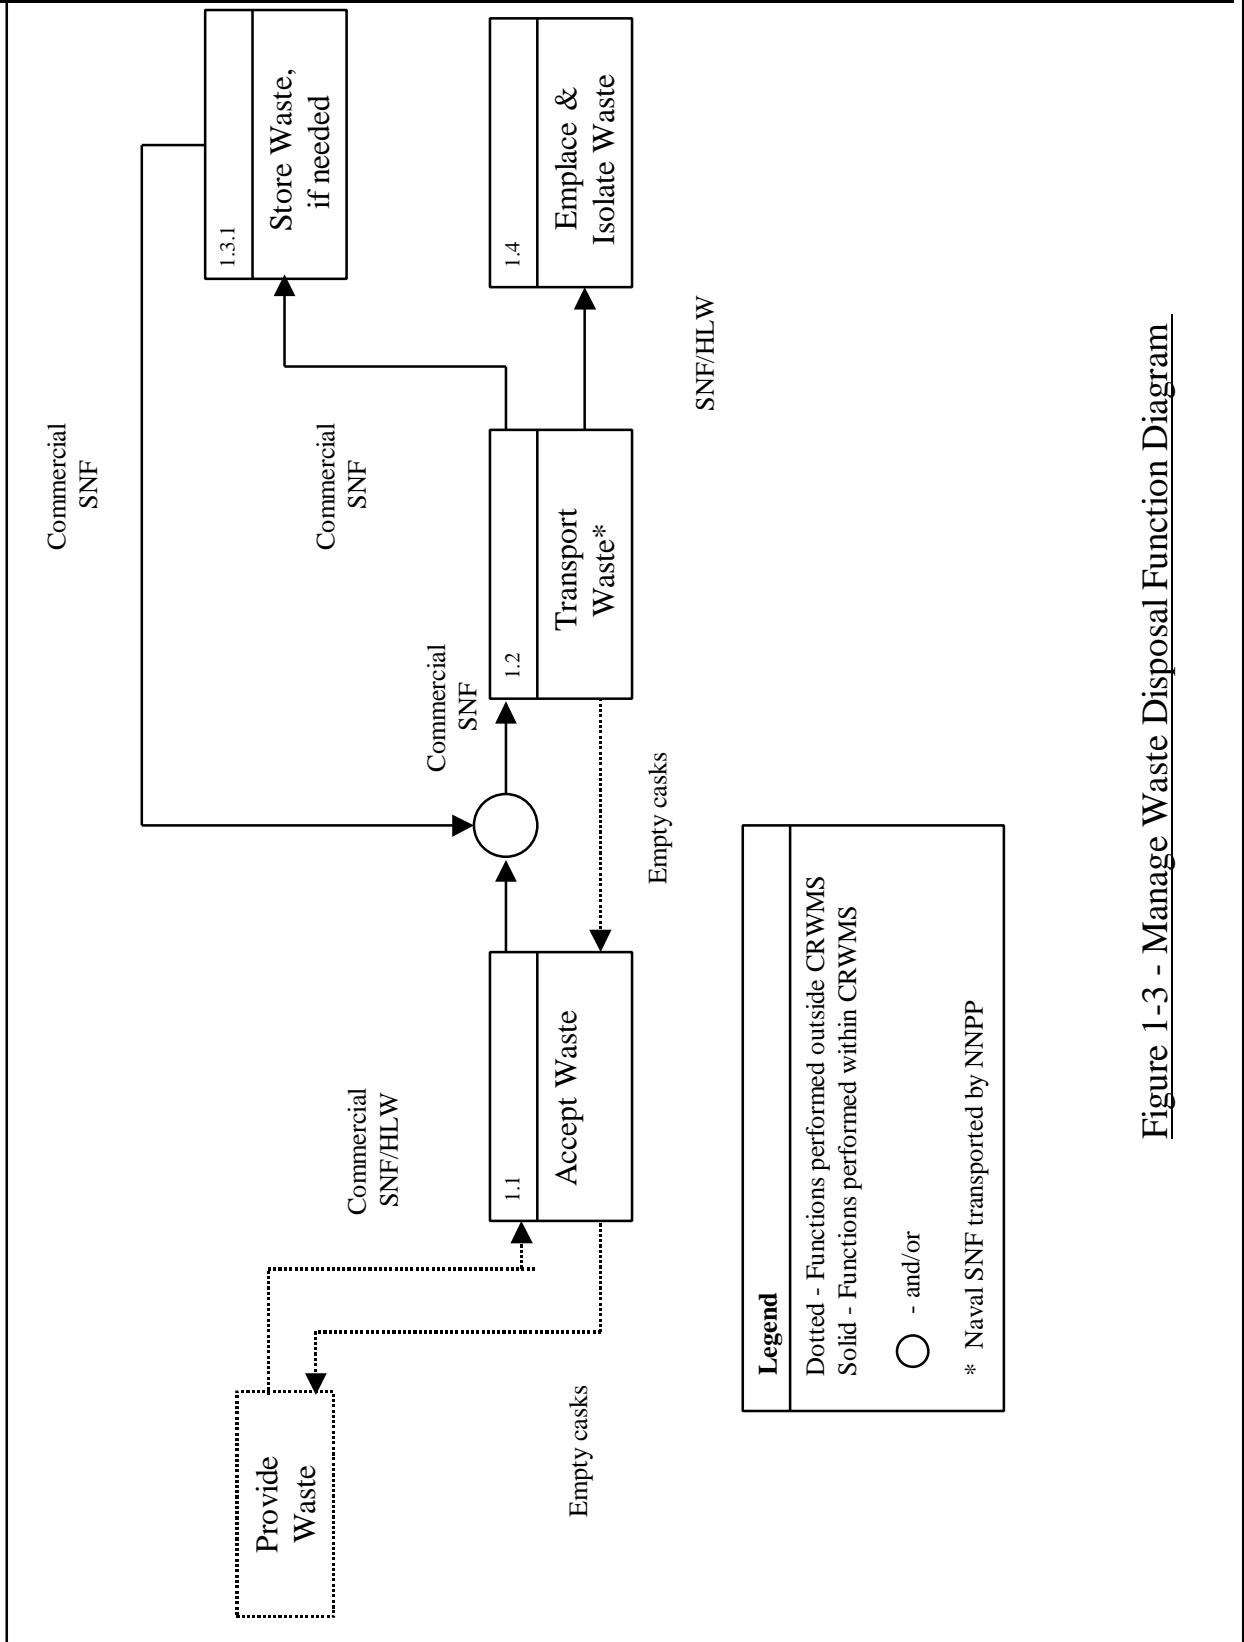 Commercial
SNF
1.3.1
Store Waste,
if needed
Commercial
SNF
Commercial
SNF
Commercial
SNF/HLW
Provide
Waste
1.1
Accept Waste
1.2
Transport
Waste*
1.4
Emplace &
Isolate Waste
Empty casks
Empty casks
SNF/HLW
Legend
Dotted - Functions performed outside CRWMS
Solid - Functions performed within CRWMS
- and/or
* Naval SNF transported by NNPP
Figure 1-3 - Manage Waste Disposal Function Diagram